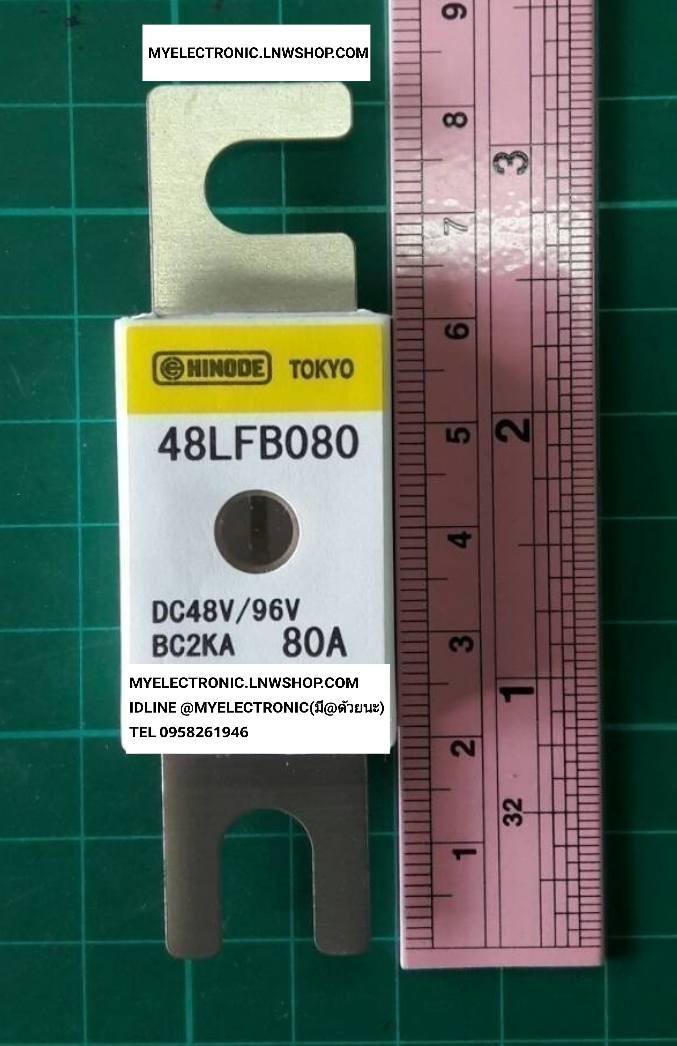 MYELECTRONIC.LNWSHOP.COM
HINODE TOKYO
48LFB080
DC48V/96V
BC2KA 80A
MYELECTRONIC.LNWSHOP.COM
IDLINE @MYELECTRONIC(มี@ด้วยนะ)
TEL 0958261946
9
8
3
7
6
5
2
4
3
1
2
32
1